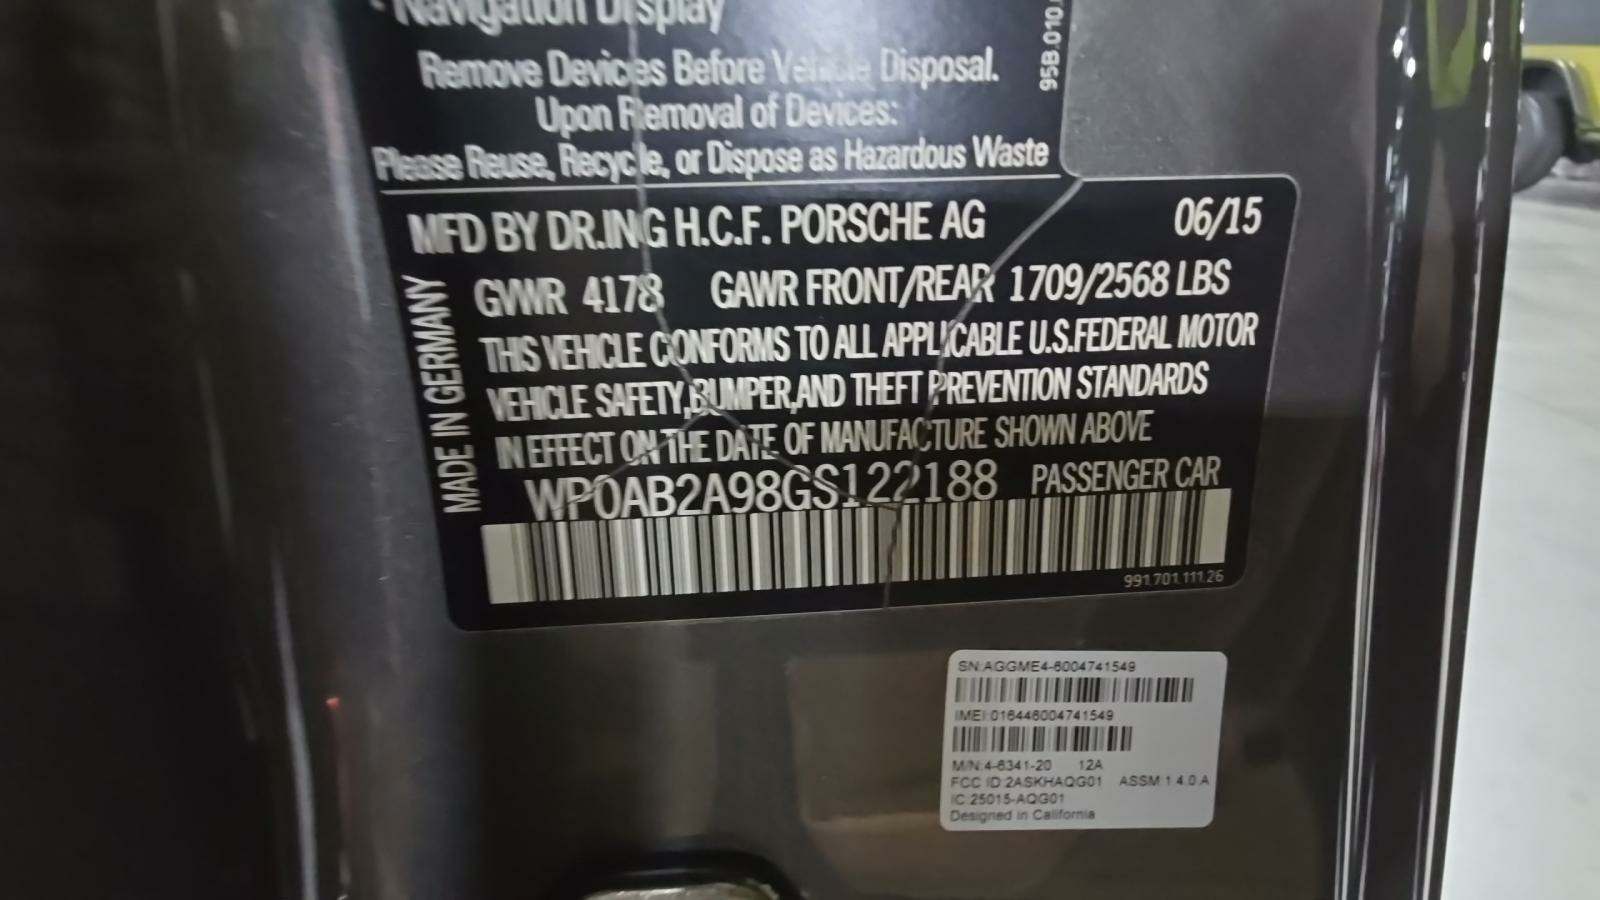 - Navigation Display
Remove Devices Before Vehicle Disposal.
Upon Removal of Devices:
Please Reuse, Recycle, or Dispose as Hazardous Waste
95B.010.
MFD BY DR.ING H.C.F. PORSCHE AG 06/15
GVWR 4178 GAWR FRONT/REAR 1709/2568 LBS
THIS VEHICLE CONFORMS TO ALL APPLICABLE U.S.FEDERAL MOTOR
VEHICLE SAFETY,BUMPER,AND THEFT PREVENTION STANDARDS
IN EFFECT ON THE DATE OF MANUFACTURE SHOWN ABOVE
WP0AB2A98GS122188 PASSENGER CAR
MADE IN GERMANY
991.701.111.26
SN:AGGME4-6004741549
IMEI:016446004741549
M/N:4-6341-20 12A
FCC ID:2ASKHAQG01 ASSM:1.4.0.A
IC:25015-AQG01
Designed in California